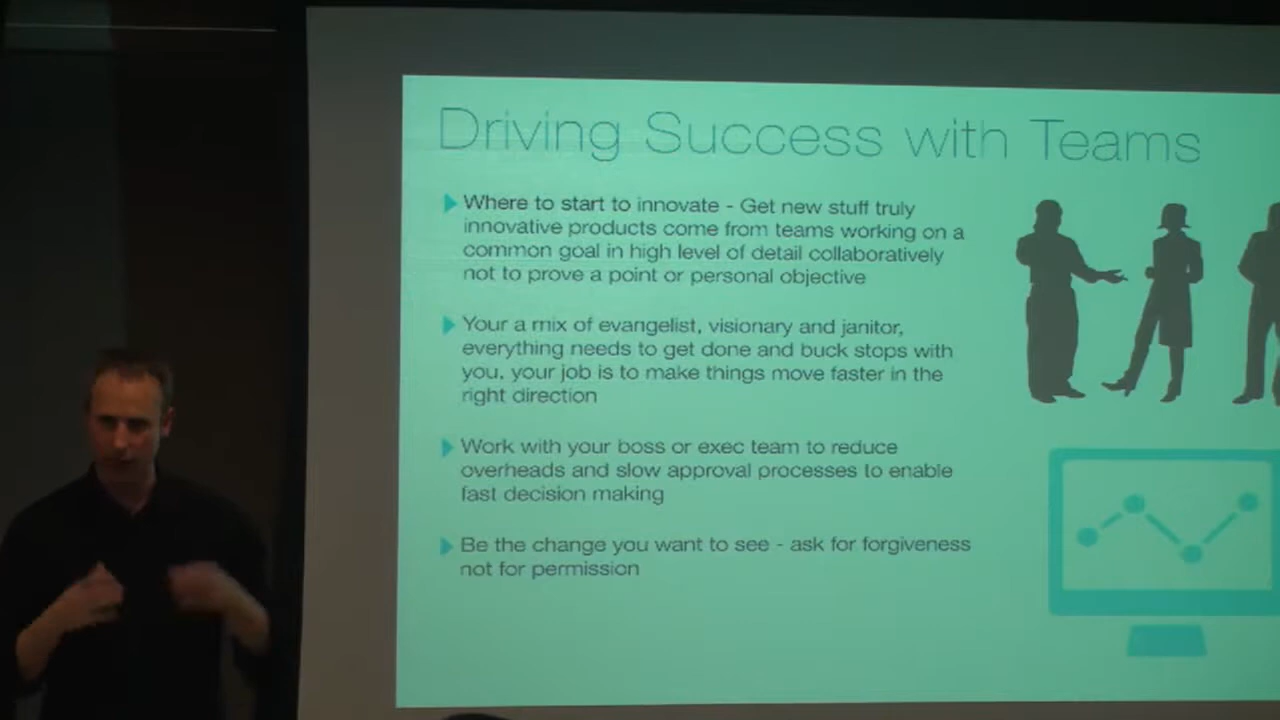 Driving Success with Teams
Where to start to innovate - Get new stuff truly
innovative products come from teams working on a
common goal in high level of detail collaboratively
not to prove a point or personal objective
Your a mix of evangelist, visionary and janitor,
everything needs to get done and buck stops with
you, your job is to make things move faster in the
right direction
Work with your boss or exec team to reduce
overheads and slow approval processes to enable
fast decision making
Be the change you want to see - ask for forgiveness
not for permission